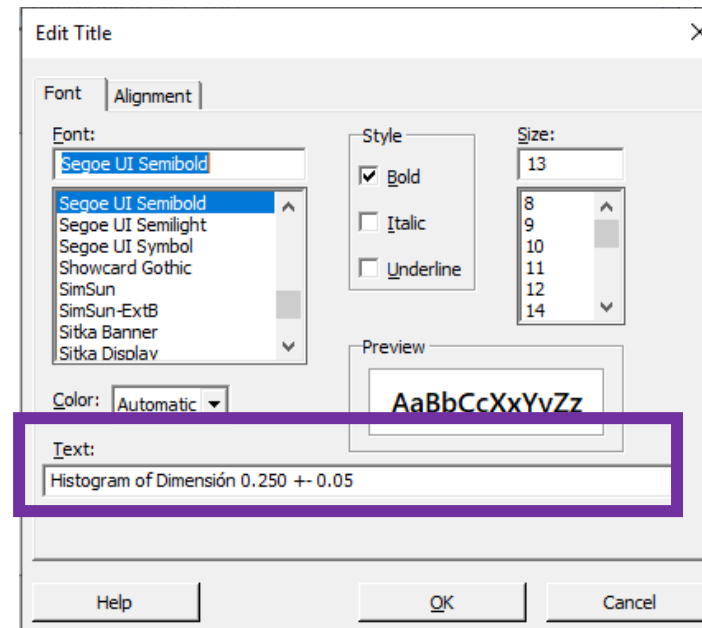 Edit Title
Font
Alignment
Font:
Segoe UI Semibold
Segoe UI Semibold
Segoe UI Semilight
Segoe UI Symbol
Showcard Gothic
SimSun
SimSun-ExtB
Sitka Banner
Sitka Display
Style
Bold
Italic
Underline
Size:
13
8
9
10
11
12
14
Preview
AaBbCcXxYyZz
Color:
Automatic
Text:
Histogram of Dimensión 0.250 +- 0.05
Help
OK
Cancel